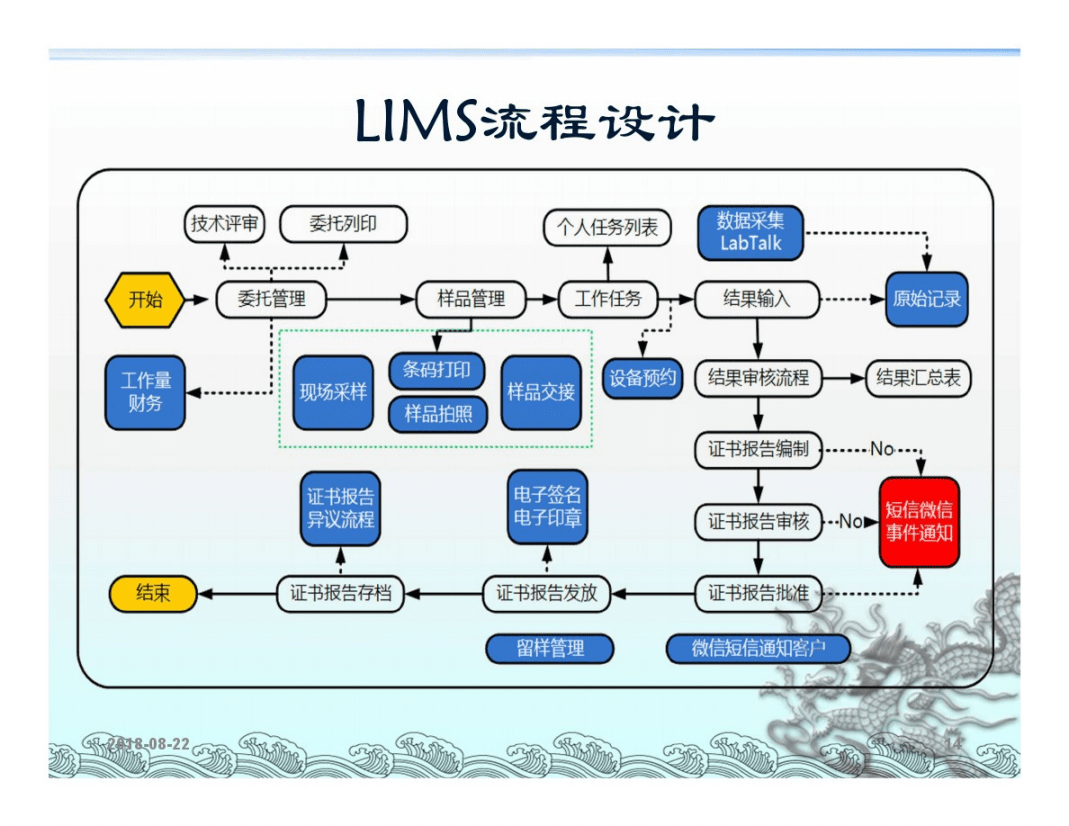 LIMS流程设计
技术评审
委托列印
个人任务列表
数据采集
LabTalk
开始
委托管理
样品管理
工作任务
结果输入
原始记录
工作量
财务
现场采样
条码打印
样品拍照
样品交接
设备预约
结果审核流程
结果汇总表
证书报告编制
No
证书报告
异议流程
电子签名
电子印章
证书报告审核
No
短信微信
事件通知
结束
证书报告存档
证书报告发放
证书报告批准
留样管理
微信短信通知客户
2018-08-22
14